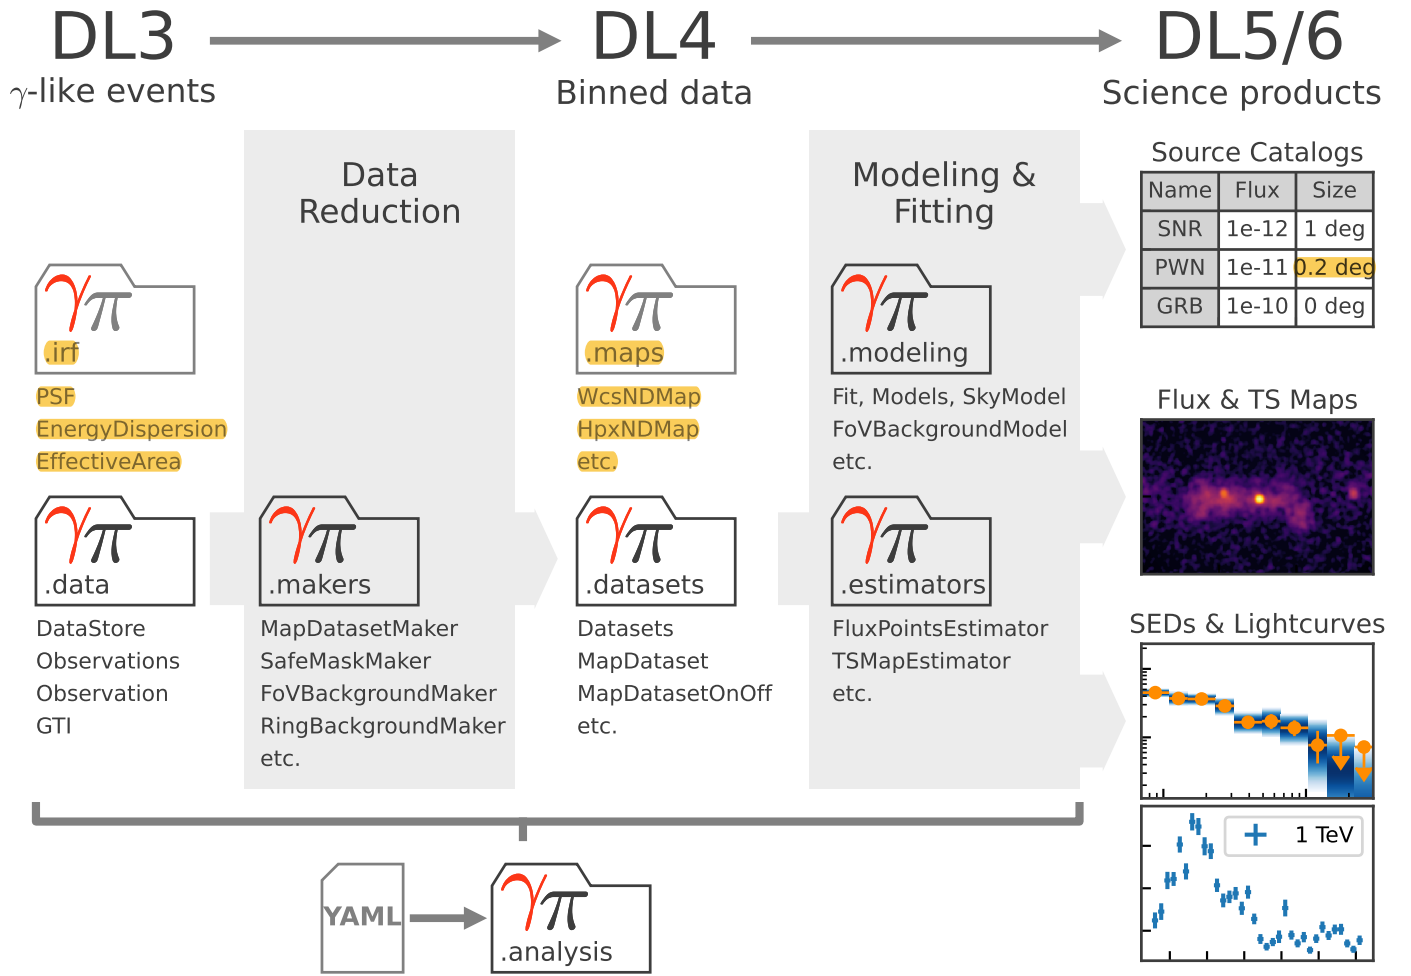 DL3
DL4
DL5/6
γ-like events
Binned data
Science products
Data
Reduction
Modeling &
Fitting
γπ
.irf
PSF
EnergyDispersion
EffectiveArea
γπ
.data
DataStore
Observations
Observation
GTI
γπ
.makers
MapDatasetMaker
SafeMaskMaker
FoVBackgroundMaker
RingBackgroundMaker
etc.
γπ
.maps
WcsNDMap
HpxNDMap
etc.
γπ
.datasets
Datasets
MapDataset
MapDatasetOnOff
etc.
γπ
.modeling
Fit, Models, SkyModel
FoVBackgroundModel
etc.
γπ
.estimators
FluxPointsEstimator
TSMapEstimator
etc.
Source Catalogs
Name Flux Size
SNR 1e-12 1 deg
PWN 1e-11 0.2 deg
GRB 1e-10 0 deg
Flux & TS Maps
SEDs & Lightcurves
1 TeV
YAML
γπ
.analysis